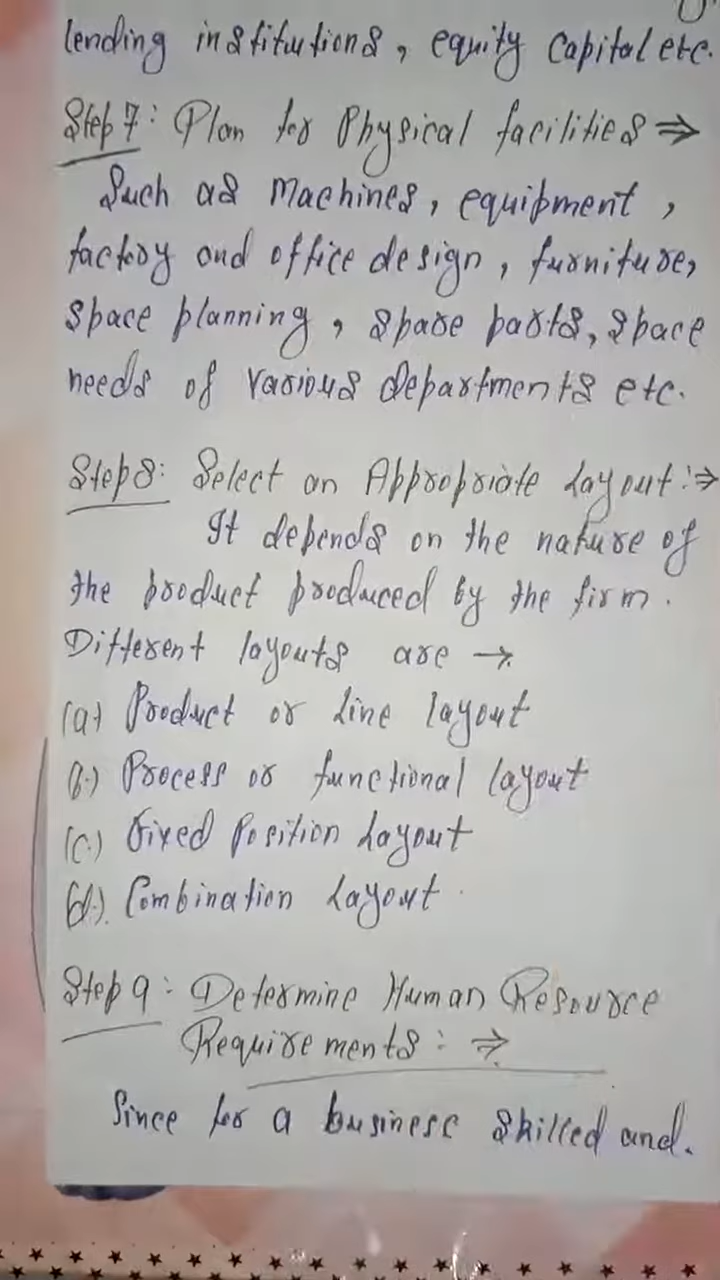 lending institutions, equity capital etc.
Step 7: Plan for Physical facilities ⇒
Such as machines, equipment,
factory and office design, furniture,
space planning, spare parts, space
needs of various departments etc.
Step 8: Select an Appropriate Layout :⇒
It depends on the nature of
the product produced by the firm.
Different layouts are →
(a) Product or Line layout
(b.) Process or functional layout
(c.) Fixed Position Layout
(d.) Combination Layout.
Step 9: Determine Human Resource
Requirements: ⇒
Since for a business skilled and.